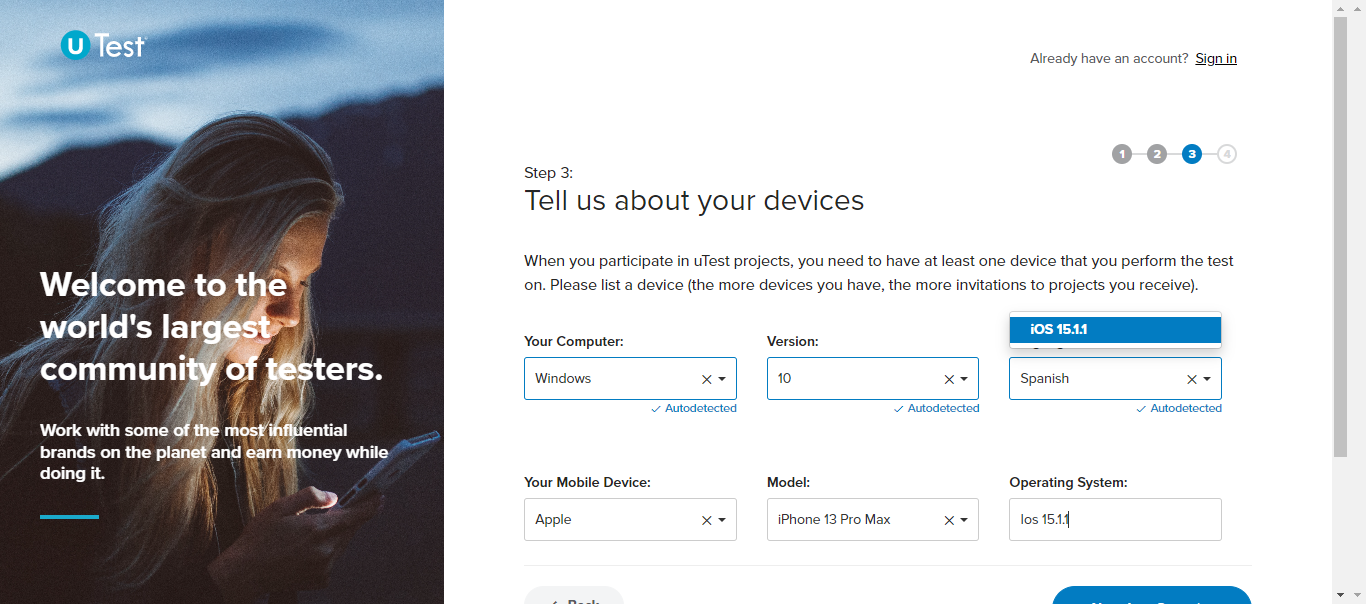 U Test
Already have an account? Sign in
1 2 3 4
Step 3:
Tell us about your devices
Welcome to the
world's largest
community of testers.
Work with some of the most influential
brands on the planet and earn money while
doing it.
When you participate in uTest projects, you need to have at least one device that you perform the test
on. Please list a device (the more devices you have, the more invitations to projects you receive).
iOS 15.1.1
Your Computer: Version:
Windows 10 Spanish
Autodetected Autodetected Autodetected
Your Mobile Device: Model: Operating System:
Apple iPhone 13 Pro Max Ios 15.1.1
Back